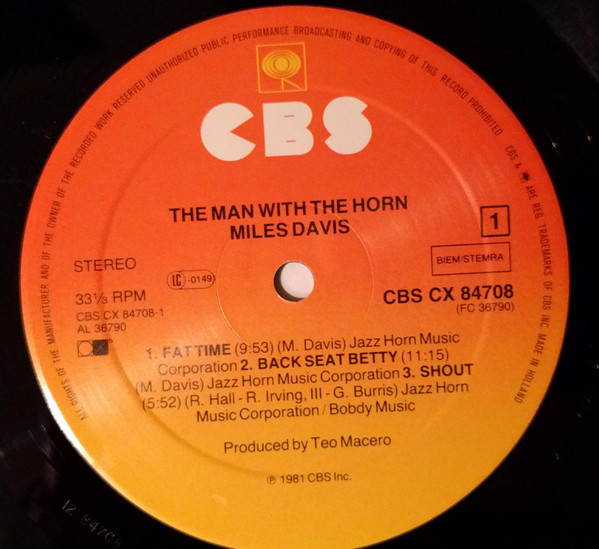 ALL RIGHTS OF THE MANUFACTURER AND OF THE OWNER OF THE RECORDED WORK RESERVED UNAUTHORIZED PUBLIC PERFORMANCE BROADCASTING AND COPYING OF THIS RECORD PROHIBITED
CBS & ARE REG. TRADEMARKS OF CBS INC. MADE IN HOLLAND
CBS
THE MAN WITH THE HORN
MILES DAVIS
1
STEREO
LC -0149
BIEM/STEMRA
33⅓ RPM
CBS CX 84708-1
AL 36790
CBS CX 84708
(FC 36790)
1. FAT TIME (9:53) (M. Davis) Jazz Horn Music
Corporation 2. BACK SEAT BETTY (11:15)
(M. Davis) Jazz Horn Music Corporation 3. SHOUT
(5:52) (R. Hall - R. Irving, III - G. Burris) Jazz Horn
Music Corporation / Bobdy Music
Produced by Teo Macero
℗ 1981 CBS Inc.